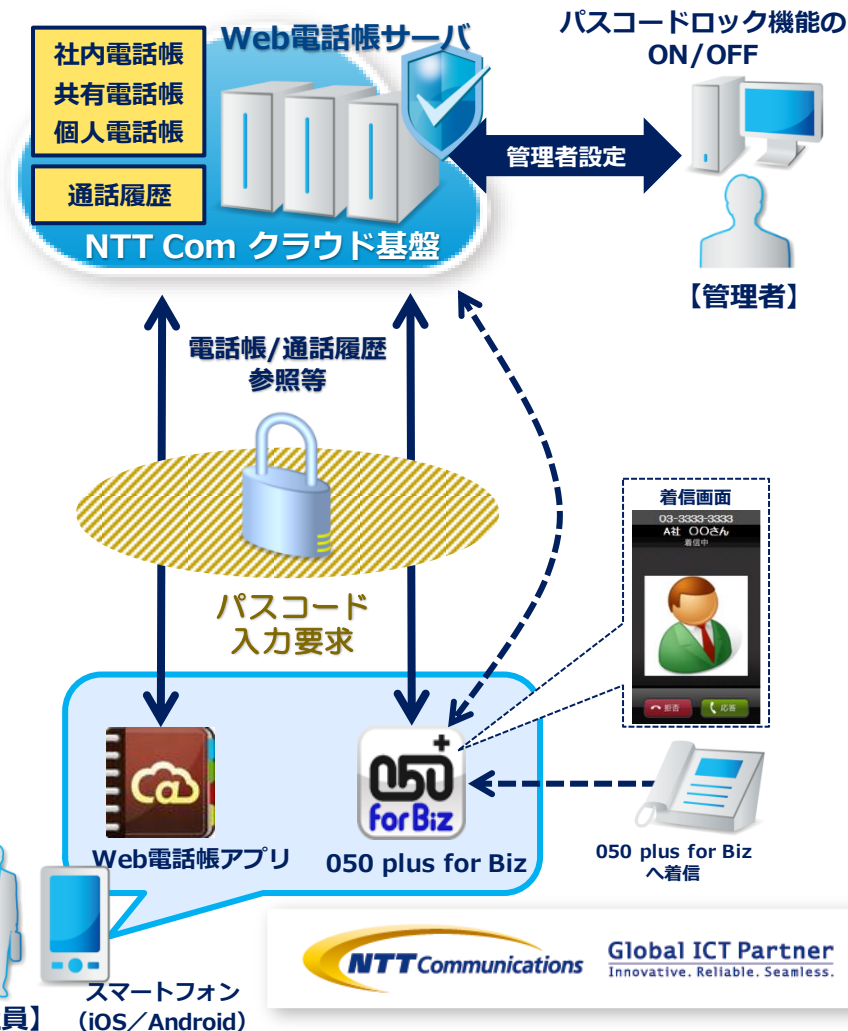 パスコードロック機能の
ON/OFF
Web電話帳サーバ
社内電話帳
共有電話帳
個人電話帳
通話履歴
管理者設定
NTT Com クラウド基盤
【管理者】
電話帳/通話履歴
参照等
着信画面
03-3333-3333
A社 〇〇さん
着信中
拒否
応答
パスコード
入力要求
@
050+
for Biz
Web電話帳アプリ
050 plus for Biz
050 plus for Biz
へ着信
NTT Communications
Global ICT Partner
Innovative. Reliable. Seamless.
スマートフォン
(iOS/Android)
員】